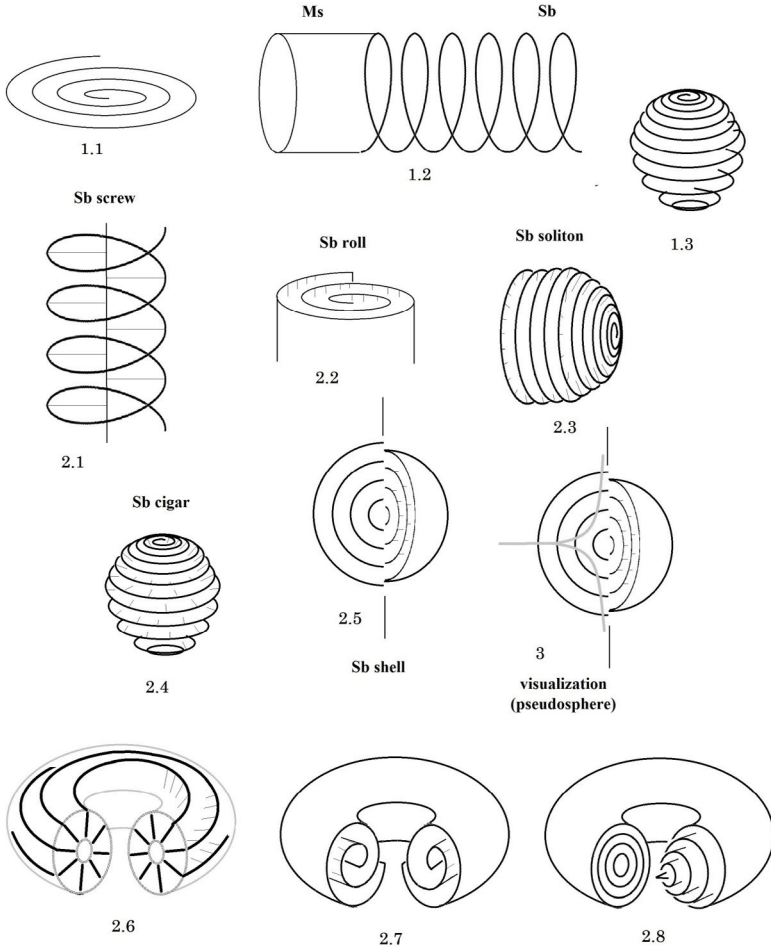 Ms
Sb
1.1
1.2
1.3
Sb screw
Sb roll
Sb soliton
2.1
2.2
2.3
Sb cigar
2.4
2.5
Sb shell
3
visualization
(pseudosphere)
2.6
2.7
2.8